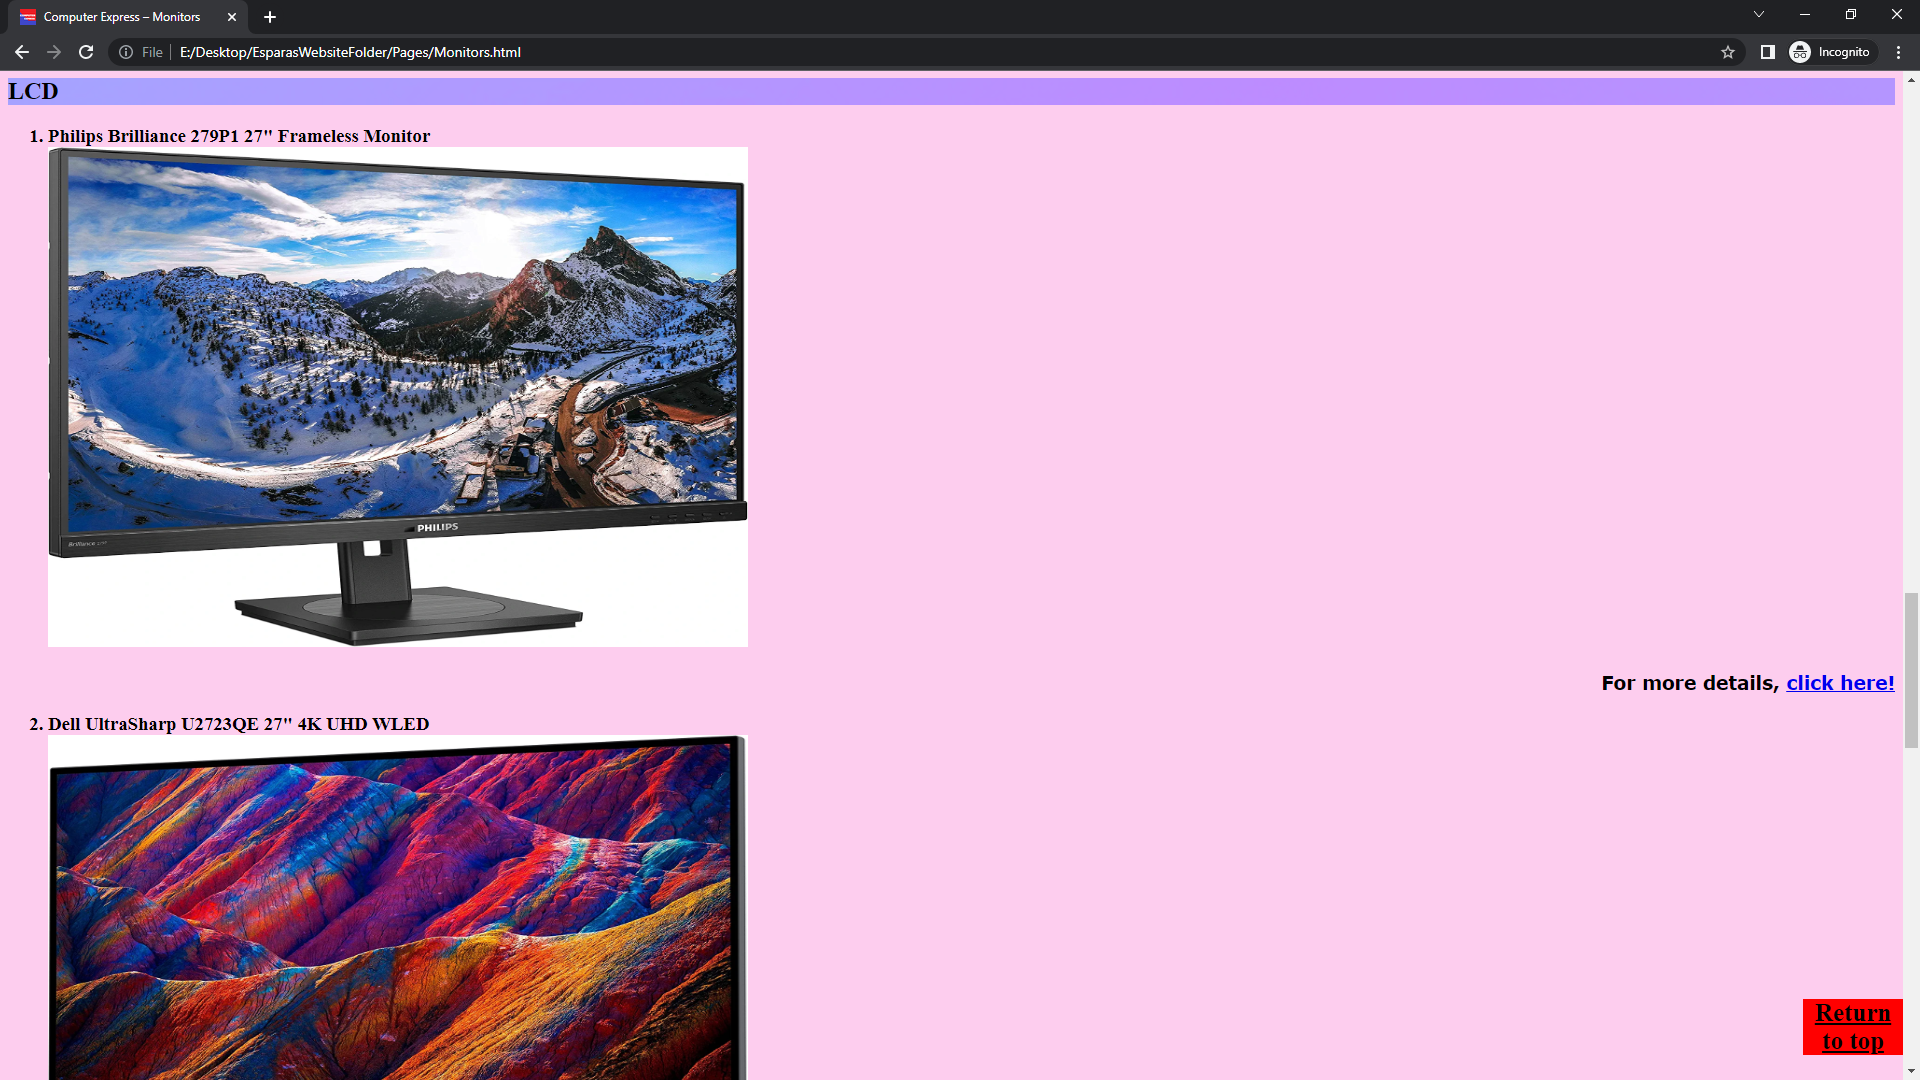 Computer Express – Monitors
File
E:/Desktop/EsparasWebsiteFolder/Pages/Monitors.html
Incognito
LCD
1. Philips Brilliance 279P1 27" Frameless Monitor
PHILIPS
Brilliance
For more details, click here!
2. Dell UltraSharp U2723QE 27" 4K UHD WLED
Return
to top